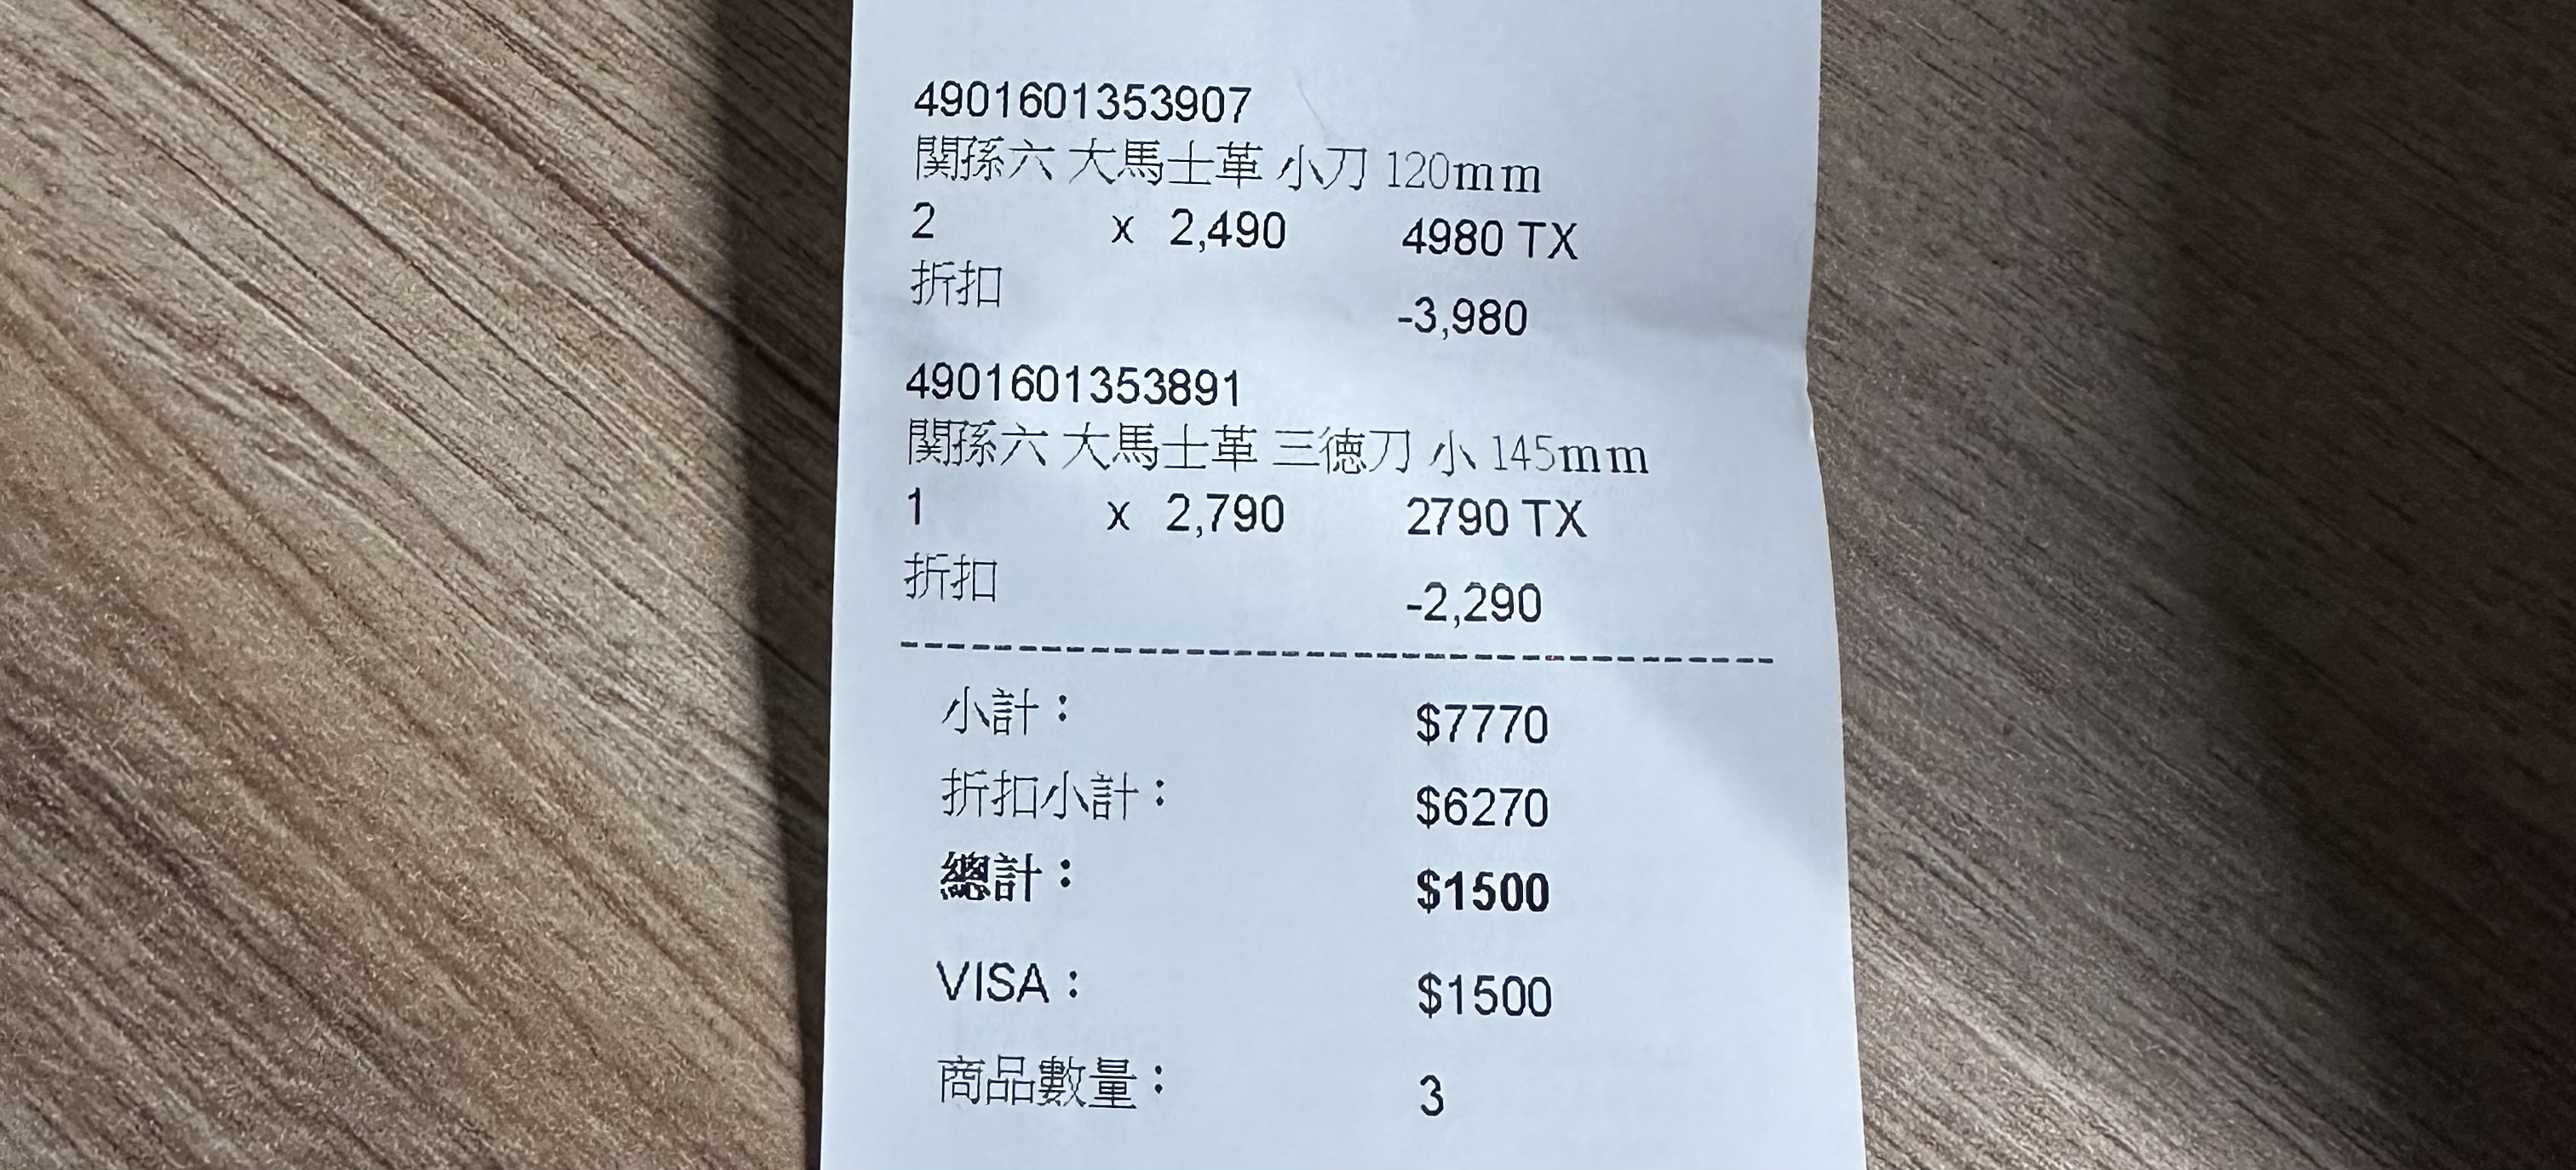 4901601353907
関孫六 大馬士革 小刀 120mm
2 x 2,490 4980 TX
折扣 -3,980
4901601353891
関孫六 大馬士革 三徳刀 小 145mm
1 x 2,790 2790 TX
折扣 -2,290
--------------------------------------
小計： $7770
折扣小計： $6270
總計： $1500
VISA： $1500
商品數量： 3